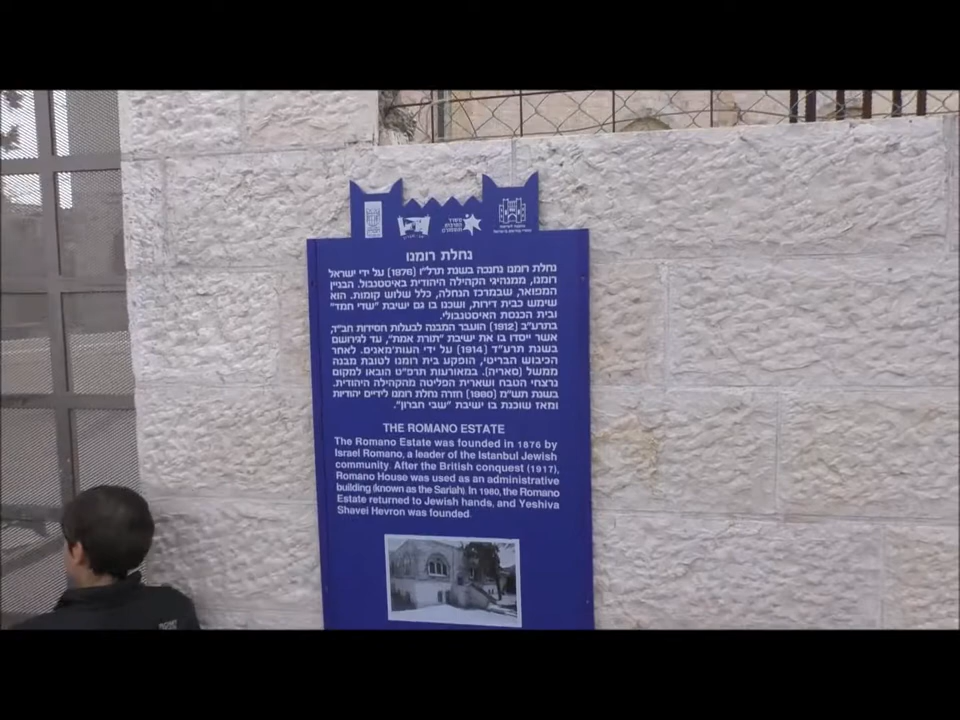 נחלת רומנו
נחלת רומנו נחנכה בשנת תרל"ו (1876) על ידי ישראל
רומנו, ממנהיגי הקהילה היהודית באיסטנבול. הבניין
המפואר, שבמרכז הנחלה, כלל שלוש קומות. הוא
שימש כבית דירות, ושכנו בו גם ישיבת "שדי חמד"
ובית הכנסת האיסטנבולי.
בתרע"ב (1912) הועבר המבנה לבעלות חסידות חב"ד,
אשר ייסדו בו את ישיבת "תורת אמת", עד לגירושם
בשנת תרע"ד (1914) על ידי העות'מאנים. לאחר
הכיבוש הבריטי, הופקע בית רומנו לטובת מבנה
ממשל (סאריה). במאורעות תרפ"ט הובאו למקום
נרצחי הטבח ושארית הפליטה מהקהילה היהודית.
בשנת תש"מ (1980) חזרה נחלת רומנו לידיים יהודיות
ומאז שוכנת בו ישיבת "שבי חברון".
THE ROMANO ESTATE
The Romano Estate was founded in 1876 by
Israel Romano, a leader of the Istanbul Jewish
community. After the British conquest (1917),
Romano House was used as an administrative
building (known as the Sariah). In 1980, the Romano
Estate returned to Jewish hands, and Yeshiva
Shavei Hevron was founded.